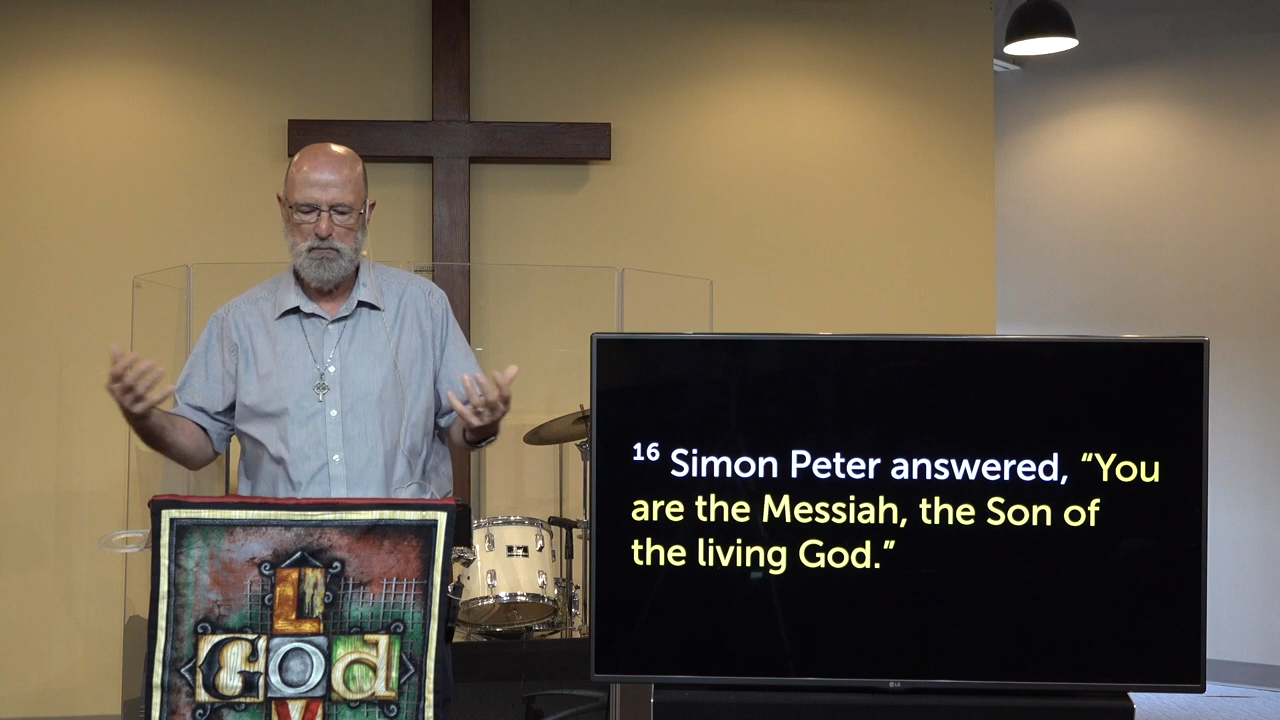 16 Simon Peter answered, “You
are the Messiah, the Son of
the living God.”
L
God
V
LG